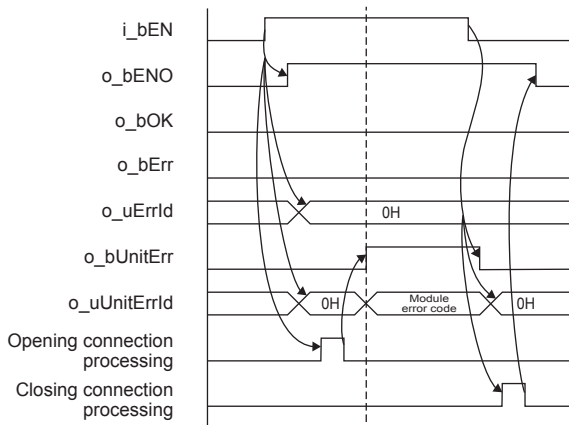 i_bEN
o_bENO
o_bOK
o_bErr
o_uErrId
0H
o_bUnitErr
o_uUnitErrId
0H
Module
error code
0H
Opening connection
processing
Closing connection
processing